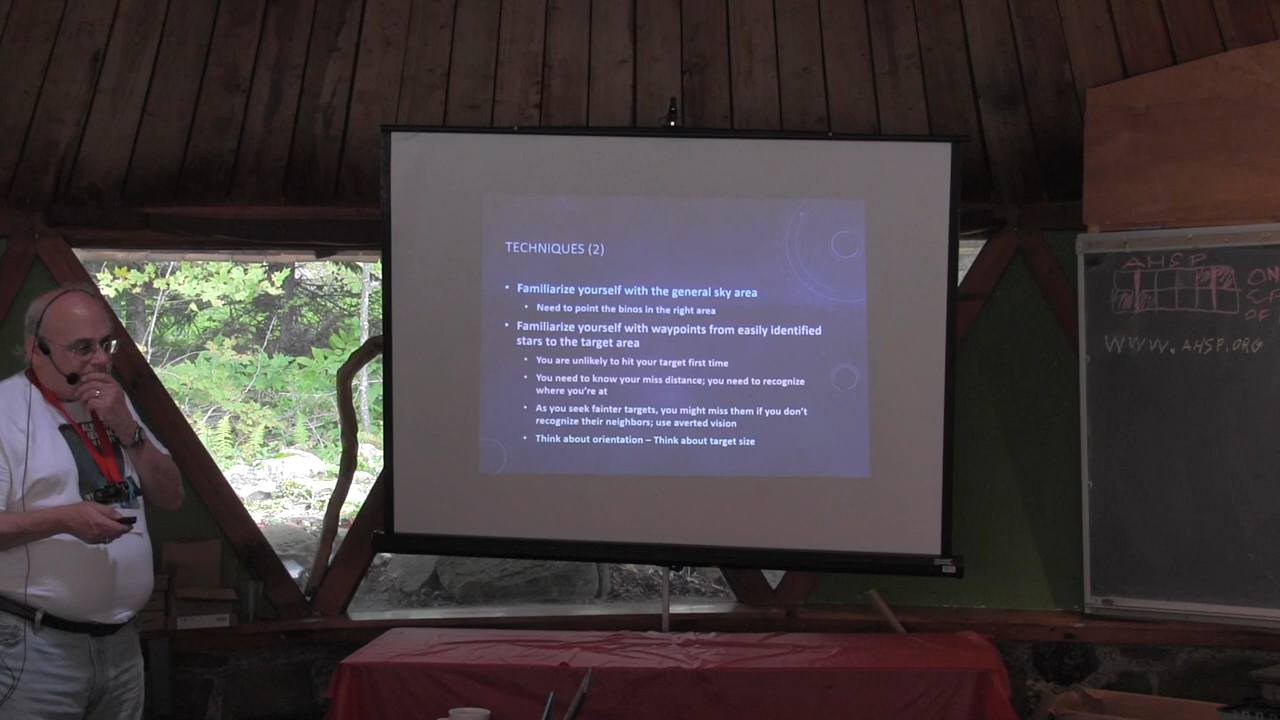 TECHNIQUES (2)
• Familiarize yourself with the general sky area
• Need to point the binos in the right area
• Familiarize yourself with waypoints from easily identified
stars to the target area
• You are unlikely to hit your target first time
• You need to know your miss distance; you need to recognize
where you're at
• As you seek fainter targets, you might miss them if you don't
recognize their neighbors; use averted vision
• Think about orientation – Think about target size
AHSP
ON
OF
WWW.AHSP.ORG